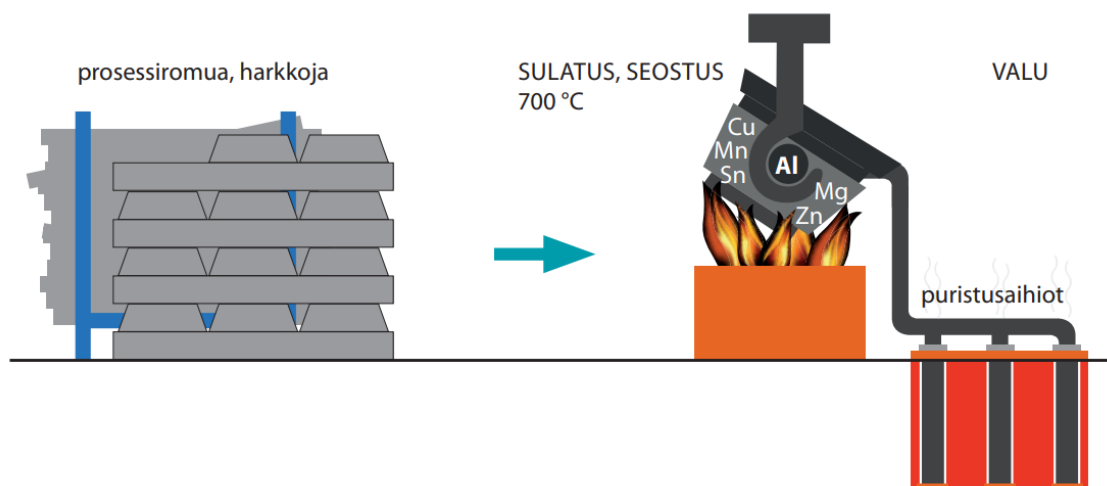 prosessiromua, harkkoja
SULATUS, SEOSTUS
700 °C
VALU
Cu
Mn
Sn
Al
Mg
Zn
puristusaihiot